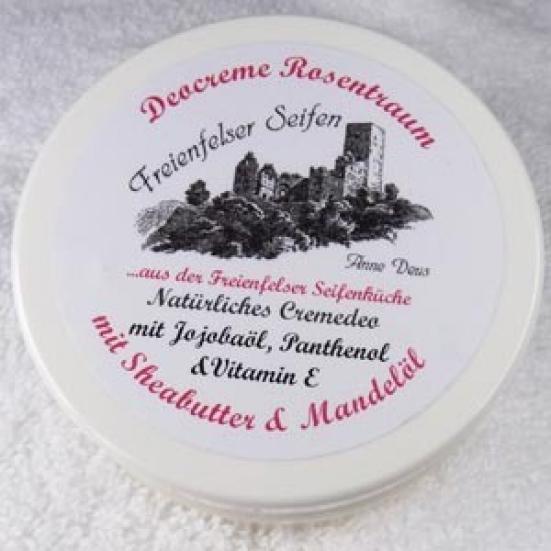 Deocreme Rosentraum
Freienfelser Seifen
Anne Deus
...aus der Freienfelser Seifenküche
Natürliches Cremedeo
mit Jojobaöl, Panthenol
&Vitamin E
mit Sheabutter & Mandelöl